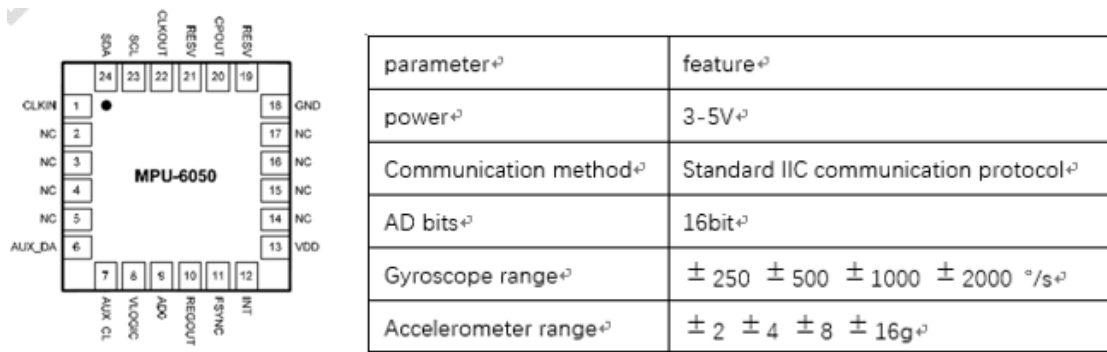 SDA SCL CLKOUT RESV CPOUT RESV
24 23 22 21 20 19
CLKIN 1 18 GND
NC 2 17 NC
NC 3 16 NC
NC 4 15 NC
NC 5 14 NC
AUX_DA 6 13 VDD
MPU-6050
7 8 9 10 11 12
AUX CL VLOGIC AD0 REGOUT FSYNC INT
parameter feature
power 3-5V
Communication method Standard IIC communication protocol
AD bits 16bit
Gyroscope range ±250 ±500 ±1000 ±2000 °/s
Accelerometer range ±2 ±4 ±8 ±16g